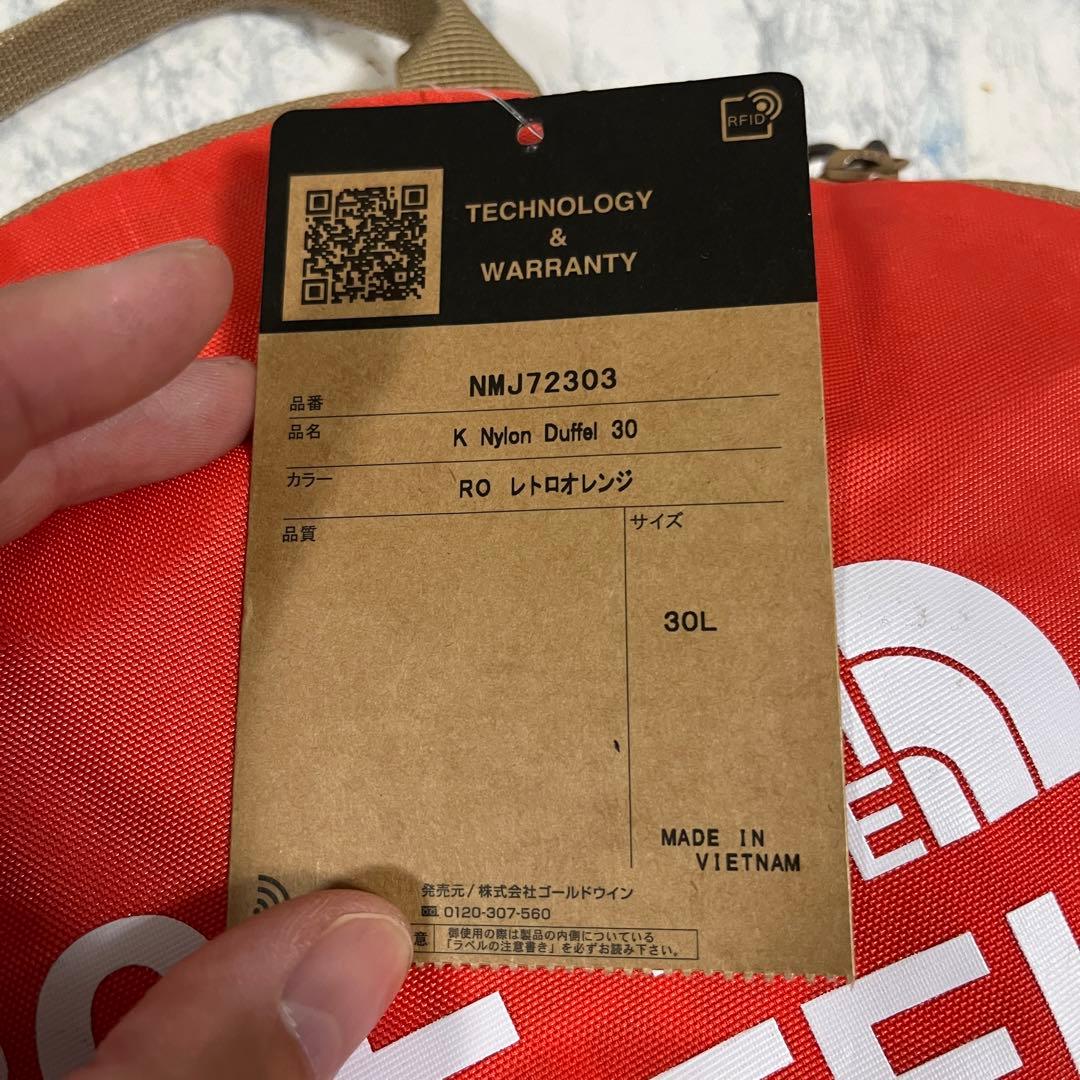 RFID
TECHNOLOGY
&
WARRANTY
品番 NMJ72303
品名 K Nylon Duffel 30
カラー RO レトロオレンジ
品質
サイズ
30L
MADE IN
VIETNAM
発売元/株式会社ゴールドウイン
0120-307-560
意 御使用の際は製品の内側についている
「ラベルの注意書き」を必ずお読み下さい。
E